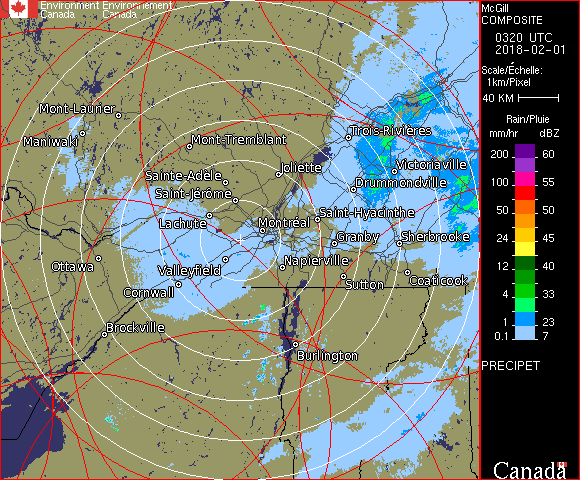 Environment Environnement
Canada Canada
McGill
COMPOSITE
0320 UTC
2018-02-01
Scale/Échelle:
1km/Pixel
40 KM
Rain/Pluie
mm/hr dBZ
200 60
100 55
50 50
24 45
12 40
4 33
1 23
0.1 7
PRECIPET
Canada
Mont-Laurier
Maniwaki
Mont-Tremblant
Trois-Rivières
Joliette
Victoriaville
Sainte-Adèle
Drummondville
Saint-Jérôme
Lachute
Saint-Hyacinthe
Montréal
Granby
Sherbrooke
Ottawa
Valleyfield
Napierville
Sutton
Coaticook
Cornwall
Brockville
Burlington